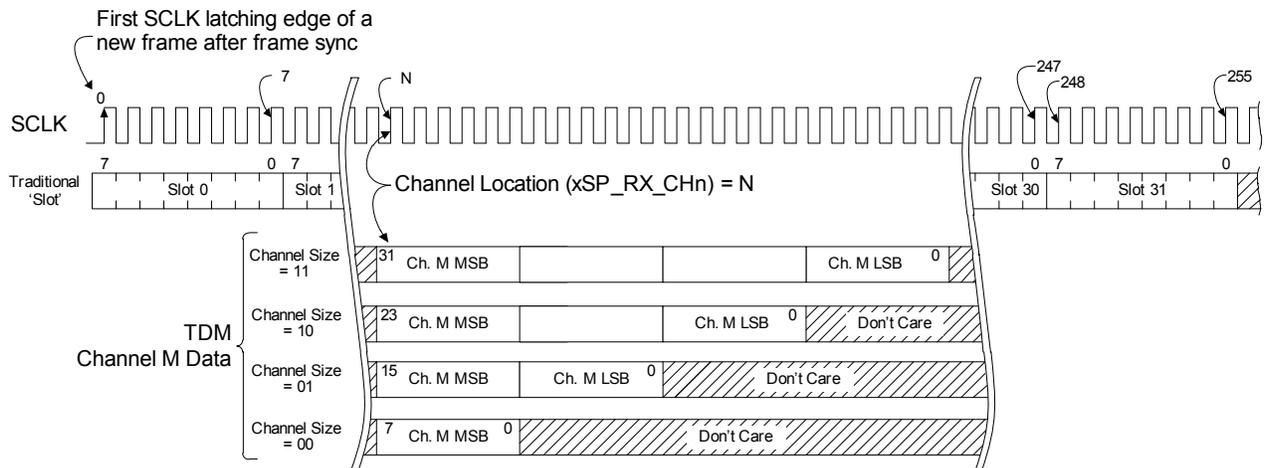 First SCLK latching edge of a
new frame after frame sync
0
7
N
247
248
255
SCLK
7
0
7
0
7
0
Traditional
‘Slot’
Slot 0
Slot 1
Slot 30
Slot 31
Channel Location (xSP_RX_CHn) = N
TDM
Channel M Data
Channel Size
= 11
31
Ch. M MSB
Ch. M LSB
0
Channel Size
= 10
23
Ch. M MSB
Ch. M LSB
0
Don't Care
Channel Size
= 01
15
Ch. M MSB
Ch. M LSB
0
Don't Care
Channel Size
= 00
7
Ch. M MSB
0
Don't Care